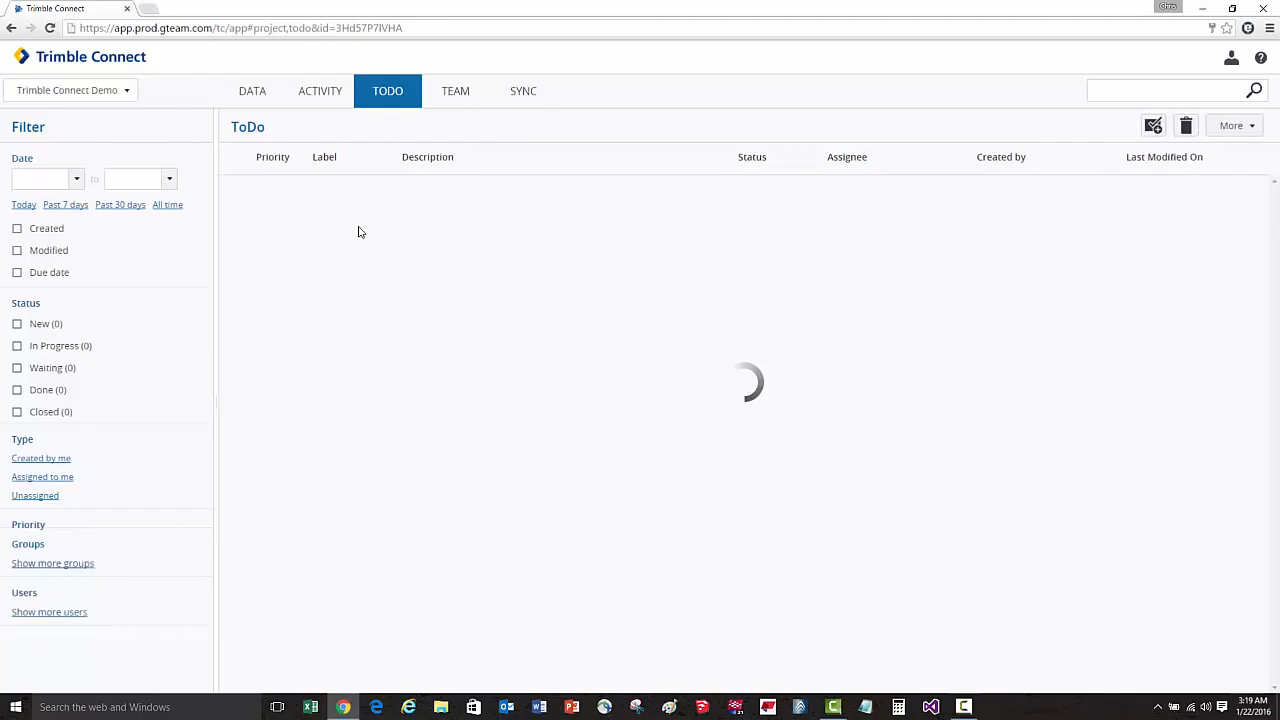 Trimble Connect
Chris
https://app.prod.gteam.com/tc/app#project,todo&id=3Hd57P7lVHA
Trimble Connect
Trimble Connect Demo
DATA
ACTIVITY
TODO
TEAM
SYNC
Filter
ToDo
More
Priority
Label
Description
Status
Assignee
Created by
Last Modified On
Date
to
Today
Past 7 days
Past 30 days
All time
Created
Modified
Due date
Status
New (0)
In Progress (0)
Waiting (0)
Done (0)
Closed (0)
Type
Created by me
Assigned to me
Unassigned
Priority
Groups
Show more groups
Users
Show more users
Search the web and Windows
3:19 AM
1/22/2016